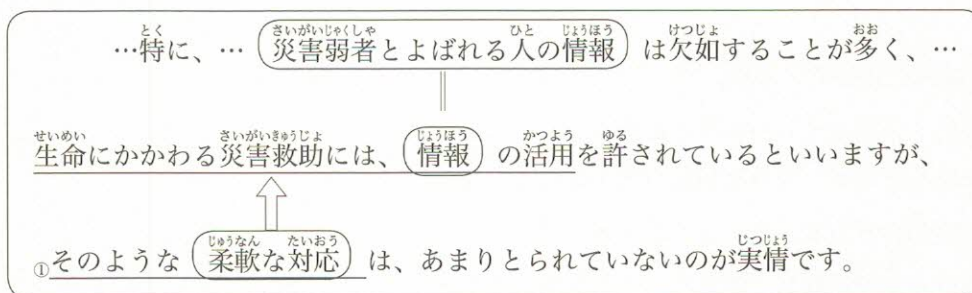 …特に、… 災害弱者とよばれる人の情報 は欠如することが多く、…
生命にかかわる災害救助には、情報 の活用を許されているといいますが、
①そのような 柔軟な対応 は、あまりとられていないのが実情です。